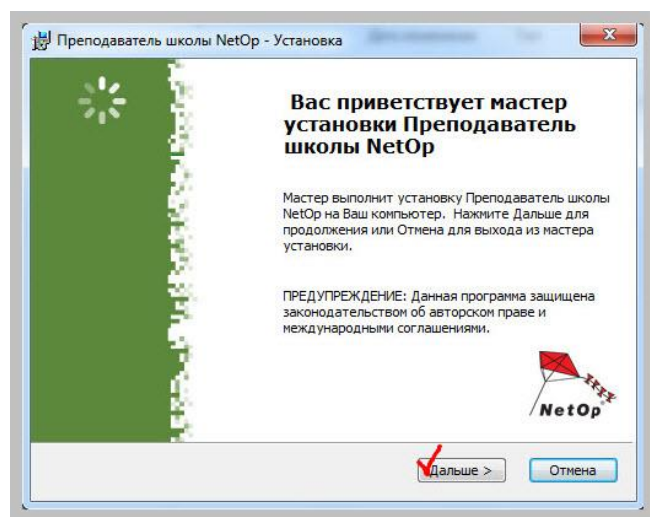 Преподаватель школы NetOp - Установка
Вас приветствует мастер
установки Преподаватель
школы NetOp
Мастер выполнит установку Преподаватель школы
NetOp на Ваш компьютер. Нажмите Дальше для
продолжения или Отмена для выхода из мастера
установки.
ПРЕДУПРЕЖДЕНИЕ: Данная программа защищена
законодательством об авторском праве и
международными соглашениями.
NetOp
Дальше >
Отмена